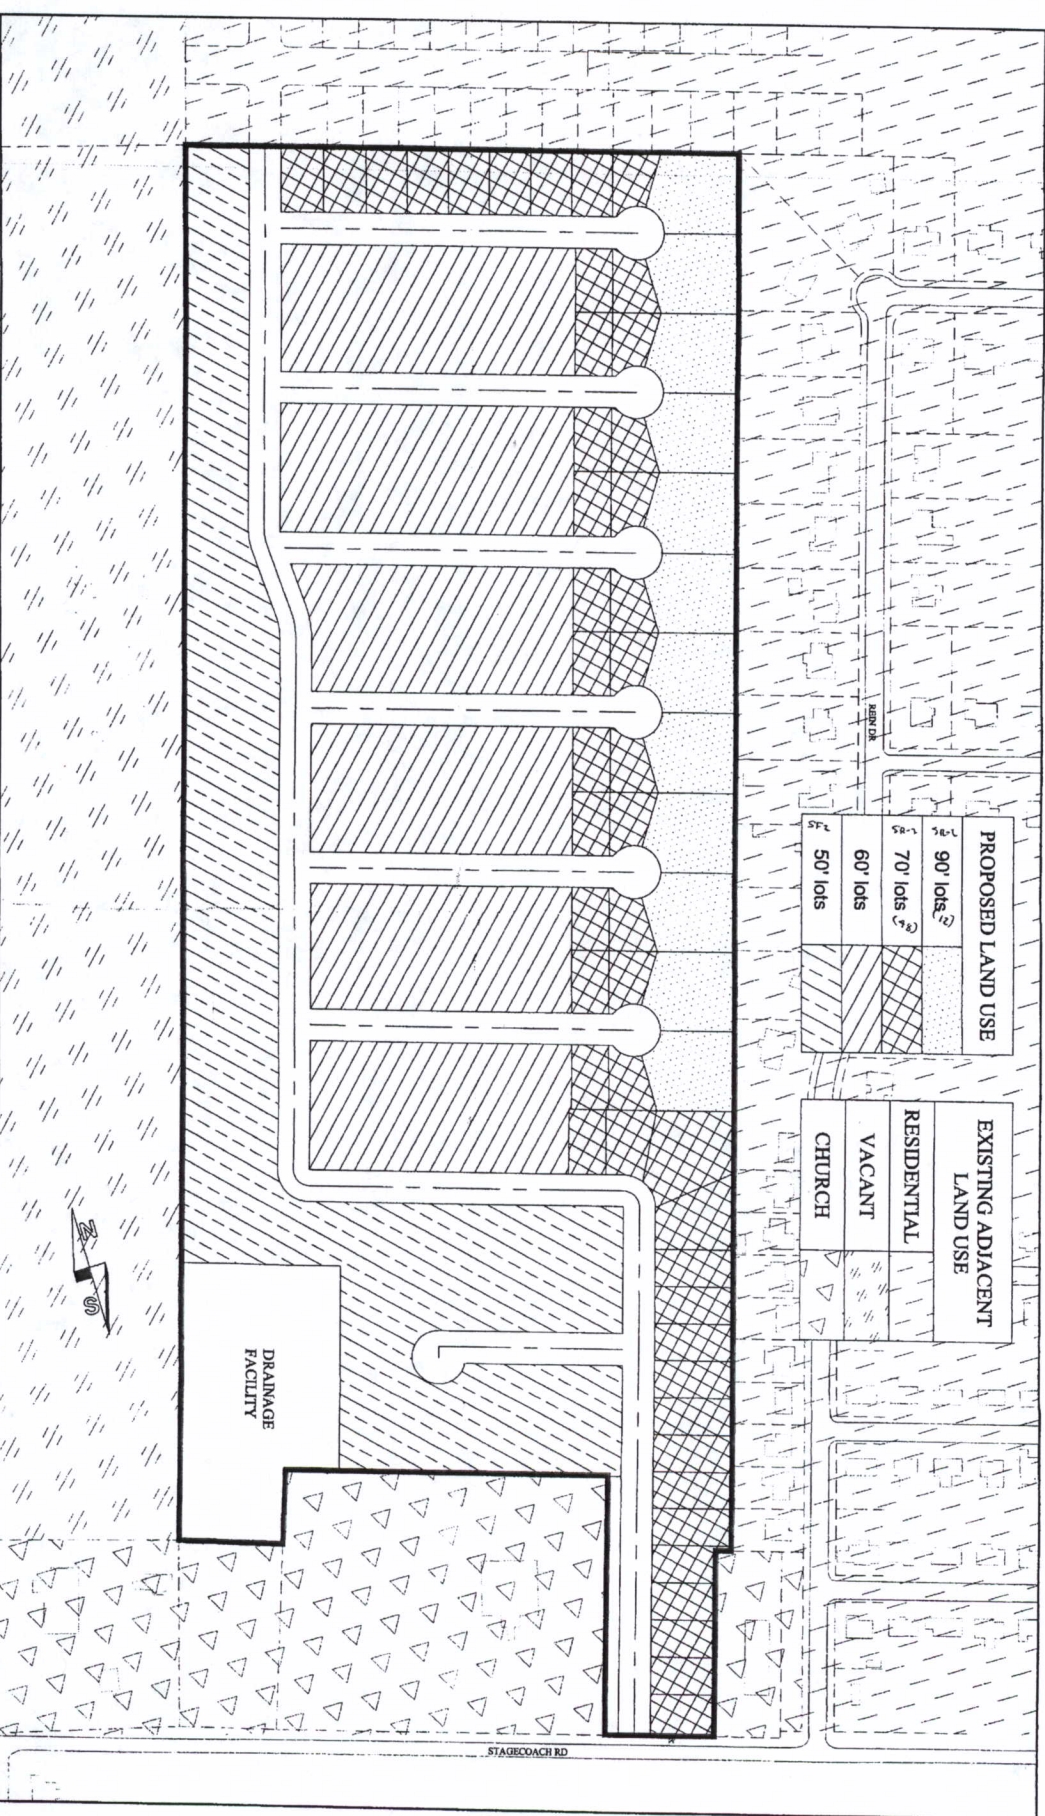 PROPOSED LAND USE
SR-2 90' lots (12)
SR-2 70' lots (48)
60' lots
SF2 50' lots
EXISTING ADJACENT
LAND USE
RESIDENTIAL
VACANT
CHURCH
REIN DR
STAGECOACH RD
DRAINAGE
FACILITY
N
S